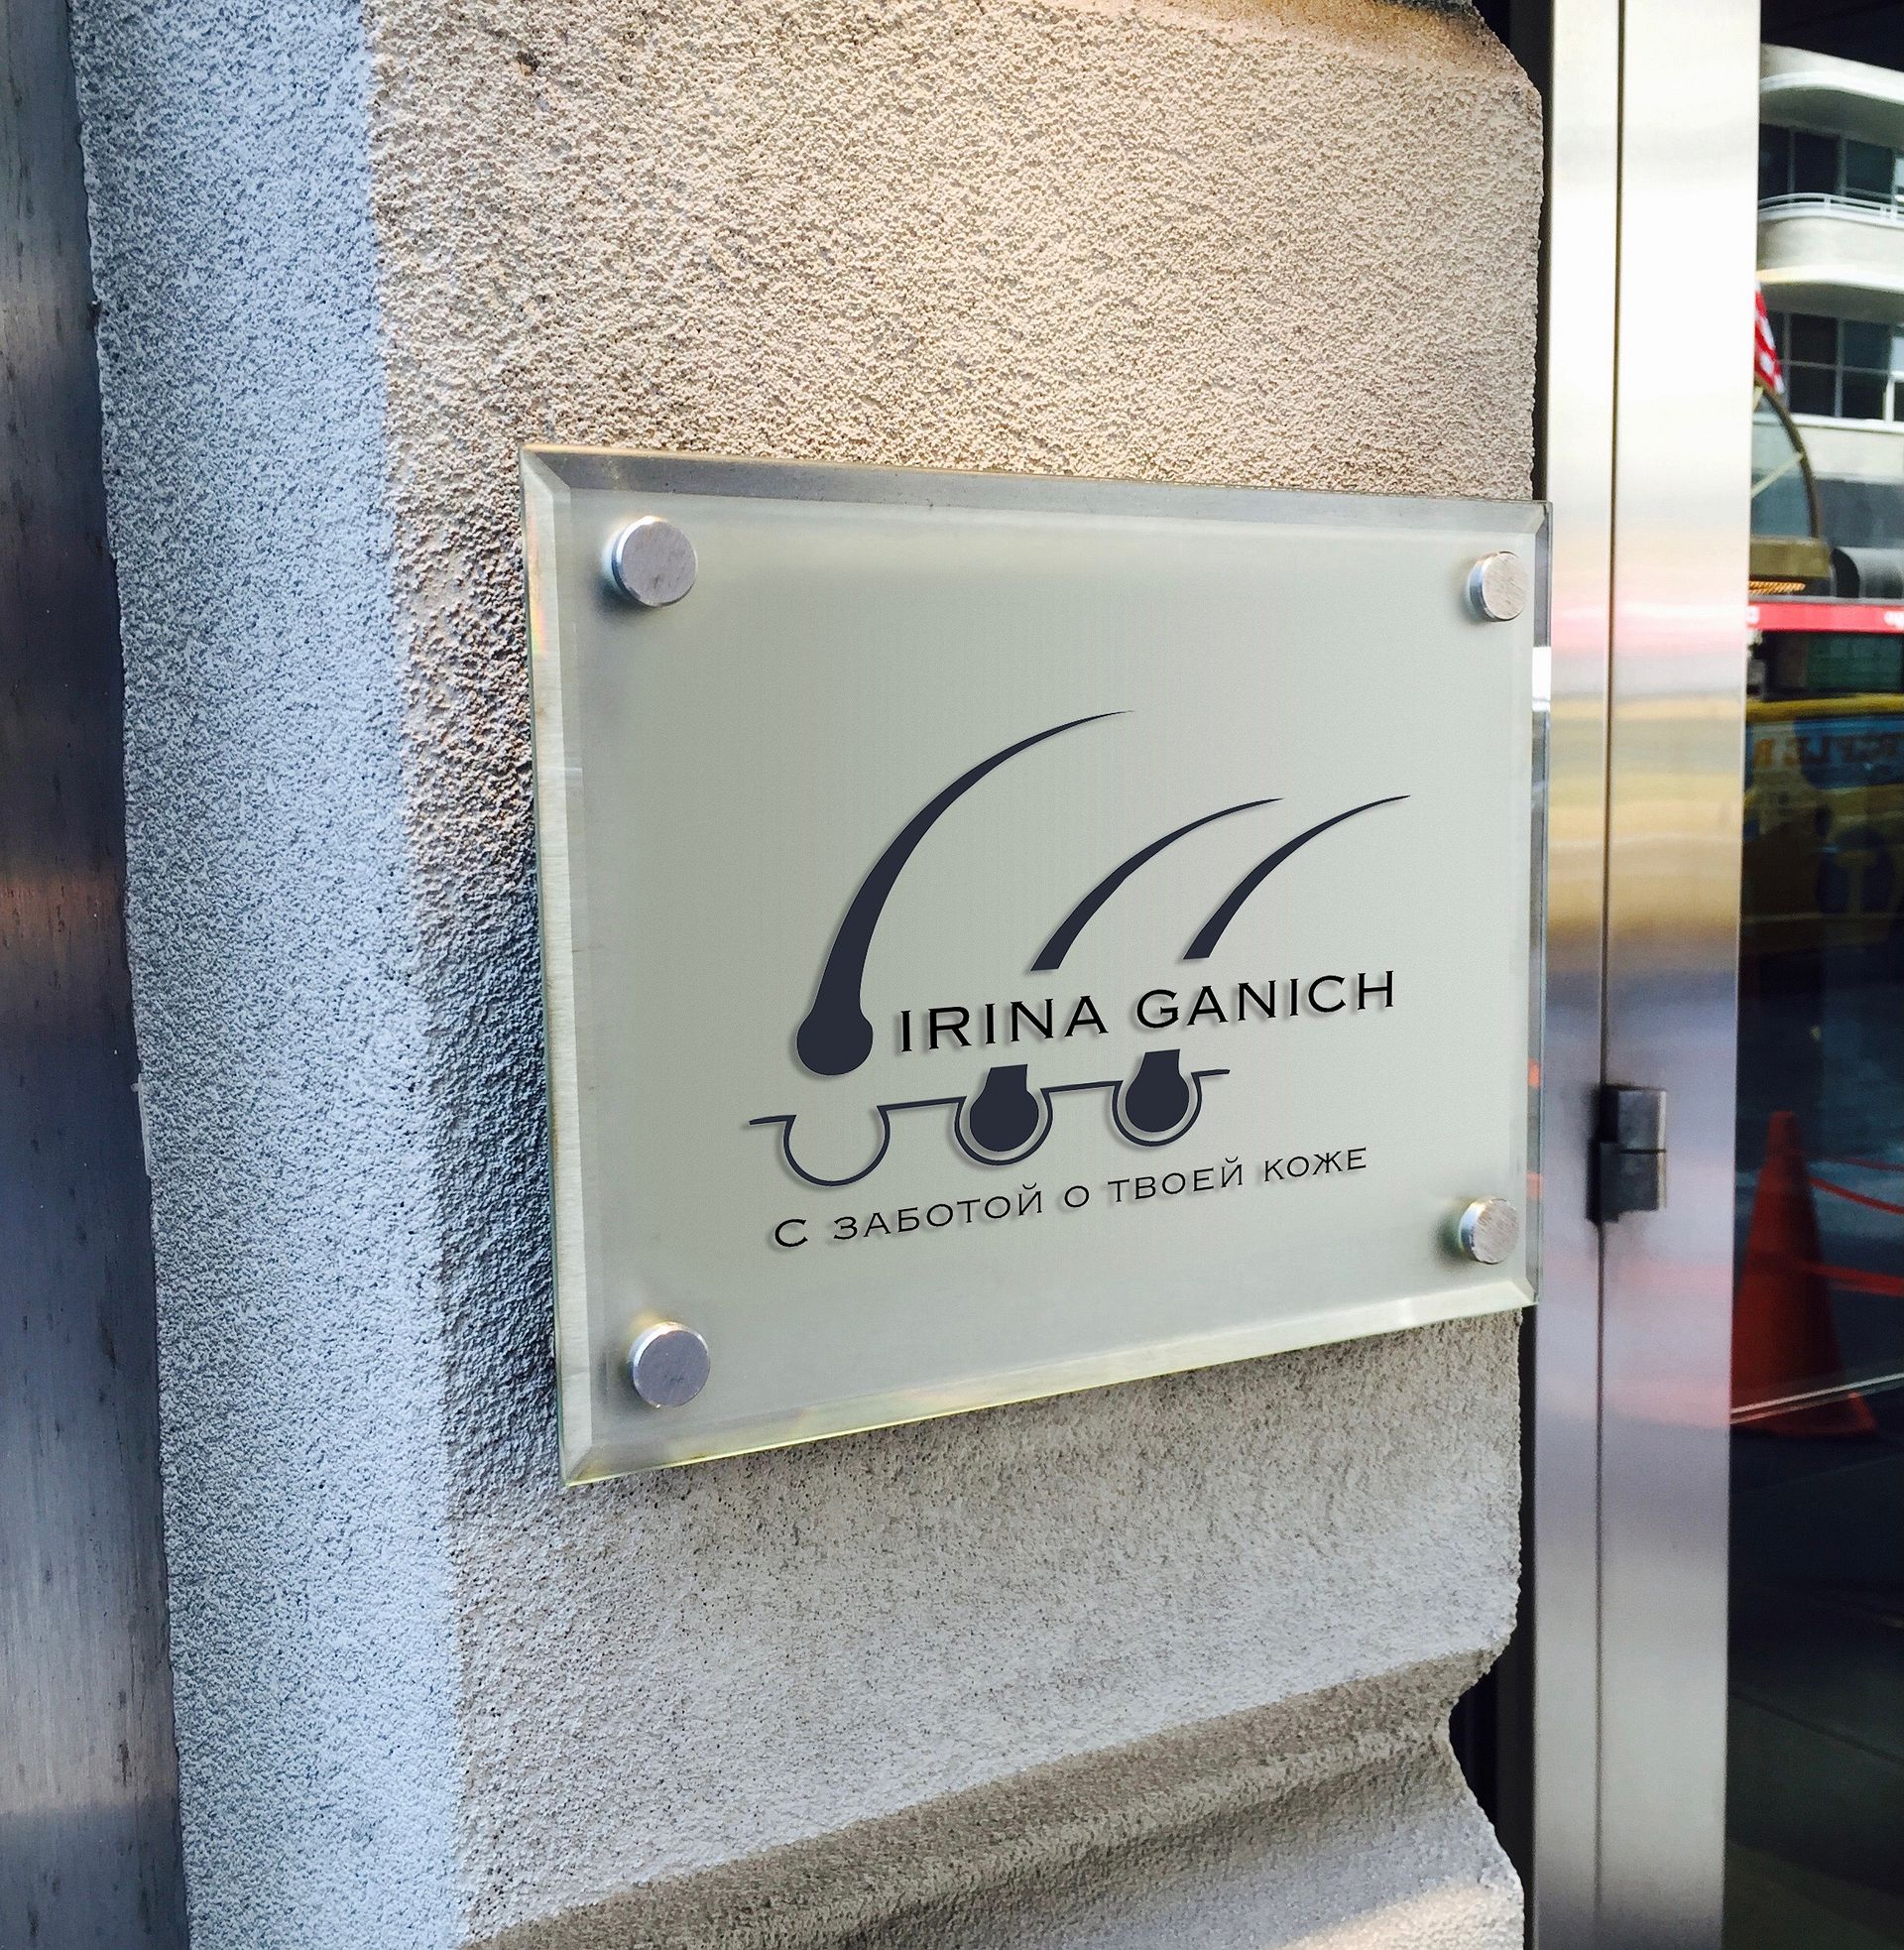 IRINA GANICH
С ЗАБОТОЙ О ТВОЕЙ КОЖЕ